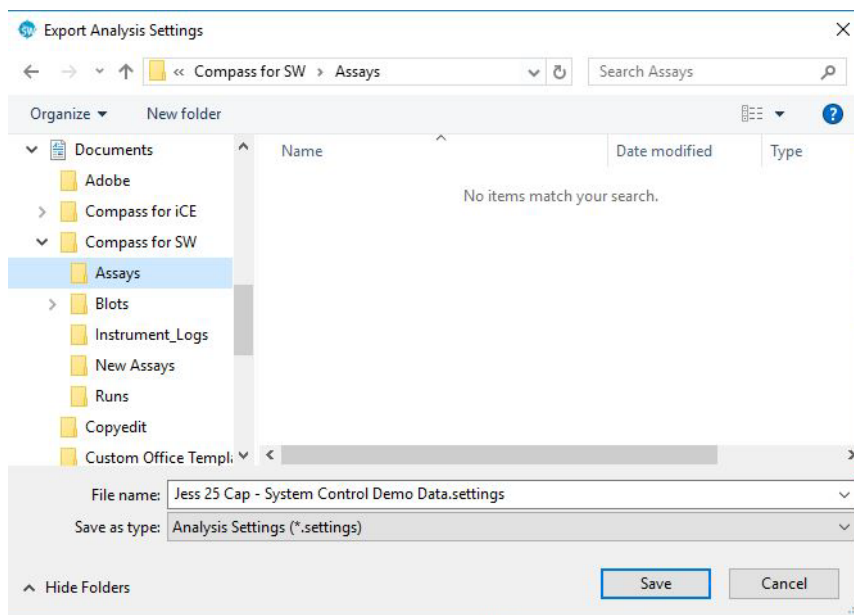 SW Export Analysis Settings
« Compass for SW > Assays
Search Assays
Organize
New folder
?
Documents
Adobe
Compass for iCE
Compass for SW
Assays
Blots
Instrument_Logs
New Assays
Runs
Copyedit
Custom Office Templa
Name
Date modified
Type
No items match your search.
File name: Jess 25 Cap - System Control Demo Data.settings
Save as type: Analysis Settings (*.settings)
Hide Folders
Save
Cancel